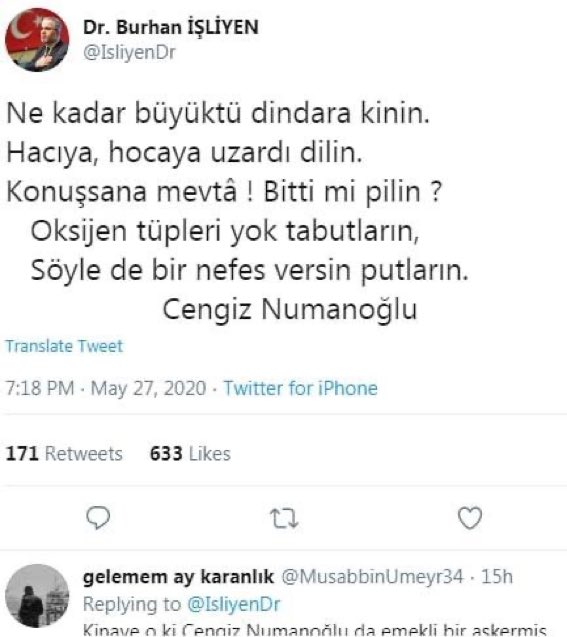 Dr. Burhan İŞLİYEN
@IsliyenDr
Ne kadar büyüktü dindara kinin.
Hacıya, hocaya uzardı dilin.
Konuşsana mevtâ ! Bitti mi pilin ?
Oksijen tüpleri yok tabutların,
Söyle de bir nefes versin putların.
Cengiz Numanoğlu
Translate Tweet
7:18 PM · May 27, 2020 · Twitter for iPhone
171 Retweets 633 Likes
gelemem ay karanlık @MusabbinUmeyr34 · 15h
Replying to @IsliyenDr
Kinaye o ki Cengiz Numanoğlu da emekli bir askermiş